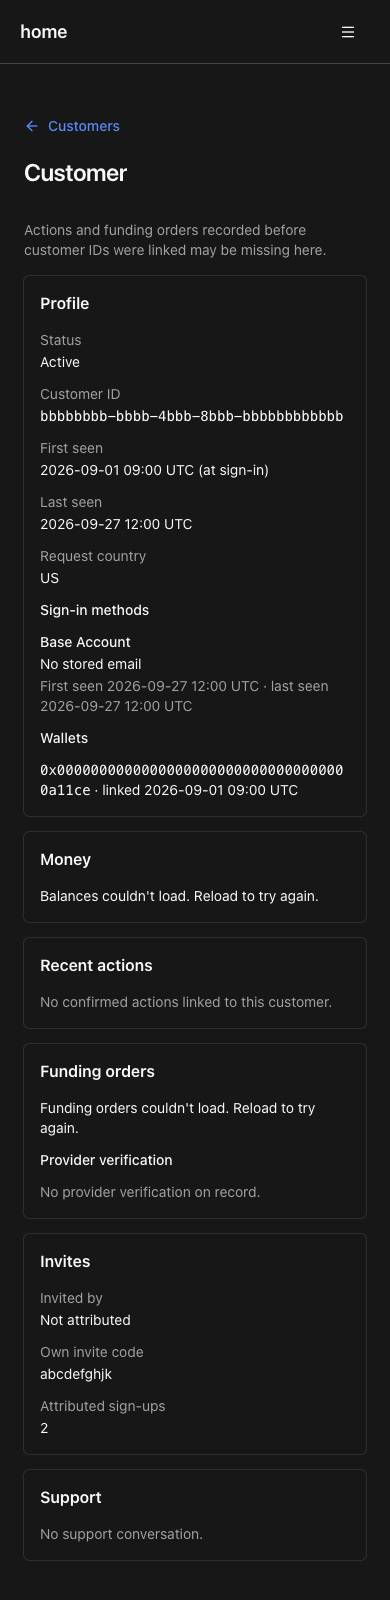 home
Customers
Customer
Actions and funding orders recorded before
customer IDs were linked may be missing here.
Profile
Status
Active
Customer ID
bbbbbbbb-bbbb-4bbb-8bbb-bbbbbbbbbbbb
First seen
2026-09-01 09:00 UTC (at sign-in)
Last seen
2026-09-27 12:00 UTC
Request country
US
Sign-in methods
Base Account
No stored email
First seen 2026-09-27 12:00 UTC · last seen
2026-09-27 12:00 UTC
Wallets
0x0000000000000000000000000000000000
0a11ce · linked 2026-09-01 09:00 UTC
Money
Balances couldn't load. Reload to try again.
Recent actions
No confirmed actions linked to this customer.
Funding orders
Funding orders couldn't load. Reload to try
again.
Provider verification
No provider verification on record.
Invites
Invited by
Not attributed
Own invite code
abcdefghjk
Attributed sign-ups
2
Support
No support conversation.